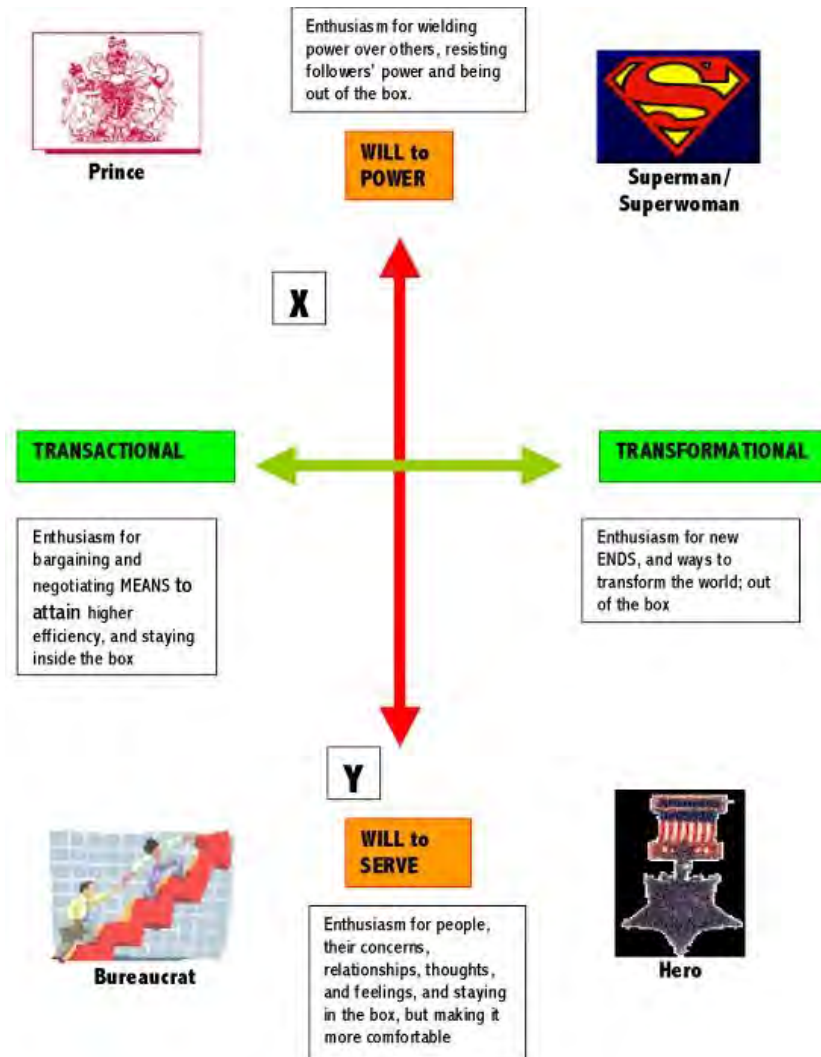 Enthusiasm for wielding
power over others, resisting
followers' power and being
out of the box.
Prince
WILL to
POWER
S
Superman/
Superwoman
X
TRANSACTIONAL
TRANSFORMATIONAL
Enthusiasm for
bargaining and
negotiating MEANS to
attain higher
efficiency, and staying
inside the box
Enthusiasm for new
ENDS, and ways to
transform the world; out
of the box
Y
WILL to
SERVE
Bureaucrat
Enthusiasm for people,
their concerns,
relationships, thoughts,
and feelings, and staying
in the box, but making it
more comfortable
Hero